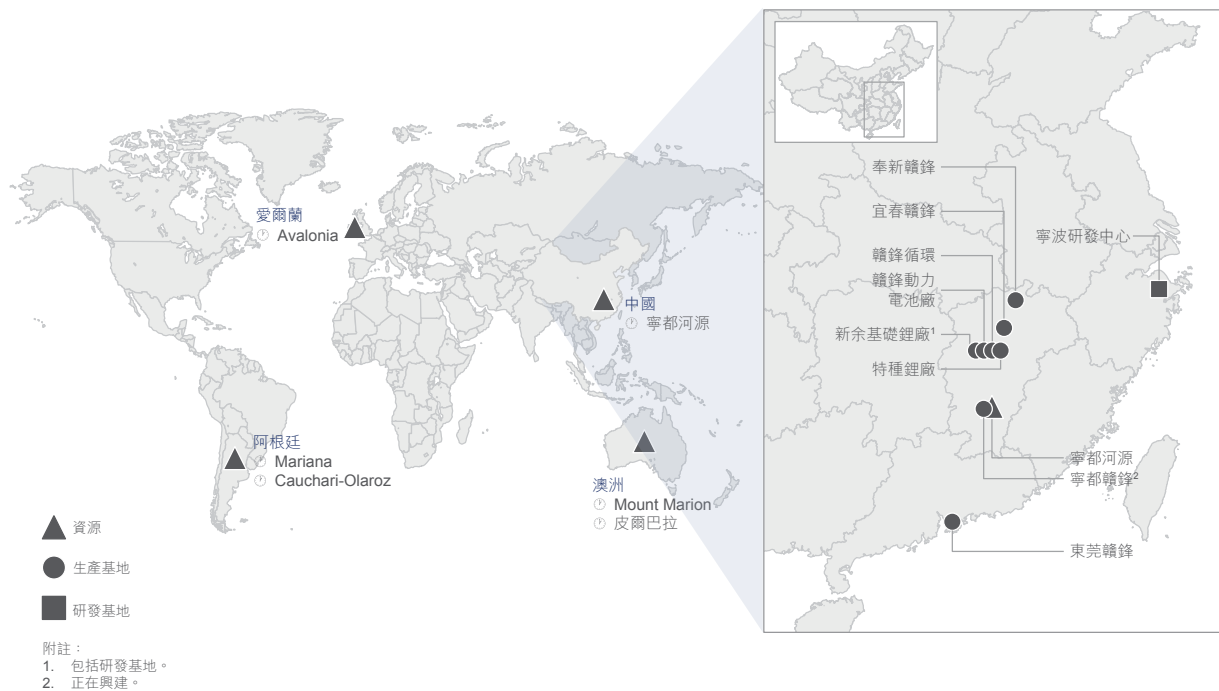 愛爾蘭
Avalonia
中國
寧都河源
阿根廷
Mariana
Cauchari-Olaroz
澳洲
Mount Marion
皮爾巴拉
奉新贛鋒
宜春贛鋒
寧波研發中心
贛鋒循環
贛鋒動力
電池廠
新余基礎鋰廠1
特種鋰廠
寧都河源
寧都贛鋒2
東莞贛鋒
資源
生產基地
研發基地
附註：
1. 包括研發基地。
2. 正在興建。